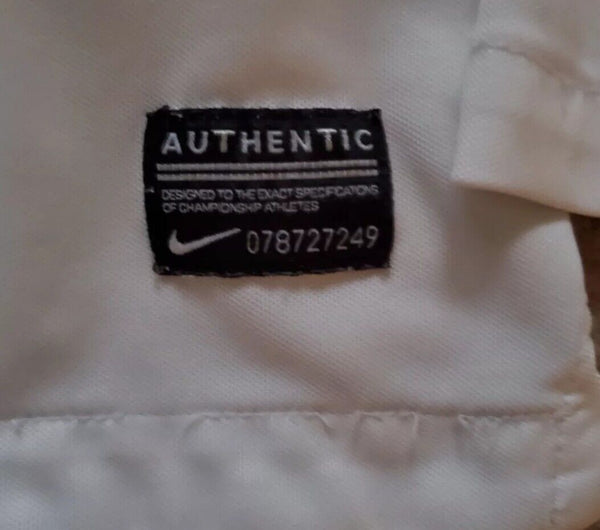 AUTHENTIC
DESIGNED TO THE EXACT SPECIFICATIONS
OF CHAMPIONSHIP ATHLETES
078727249